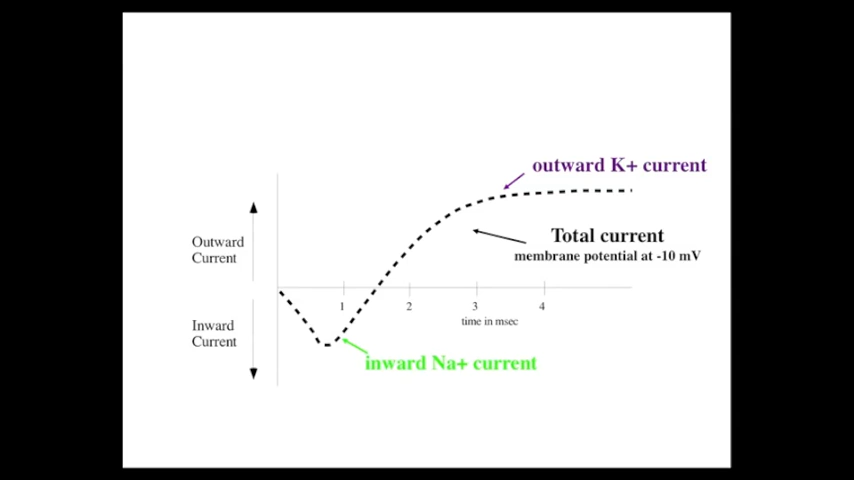 outward K+ current
Total current
membrane potential at -10 mV
Outward
Current
1 2 3 4
time in msec
Inward
Current
inward Na+ current